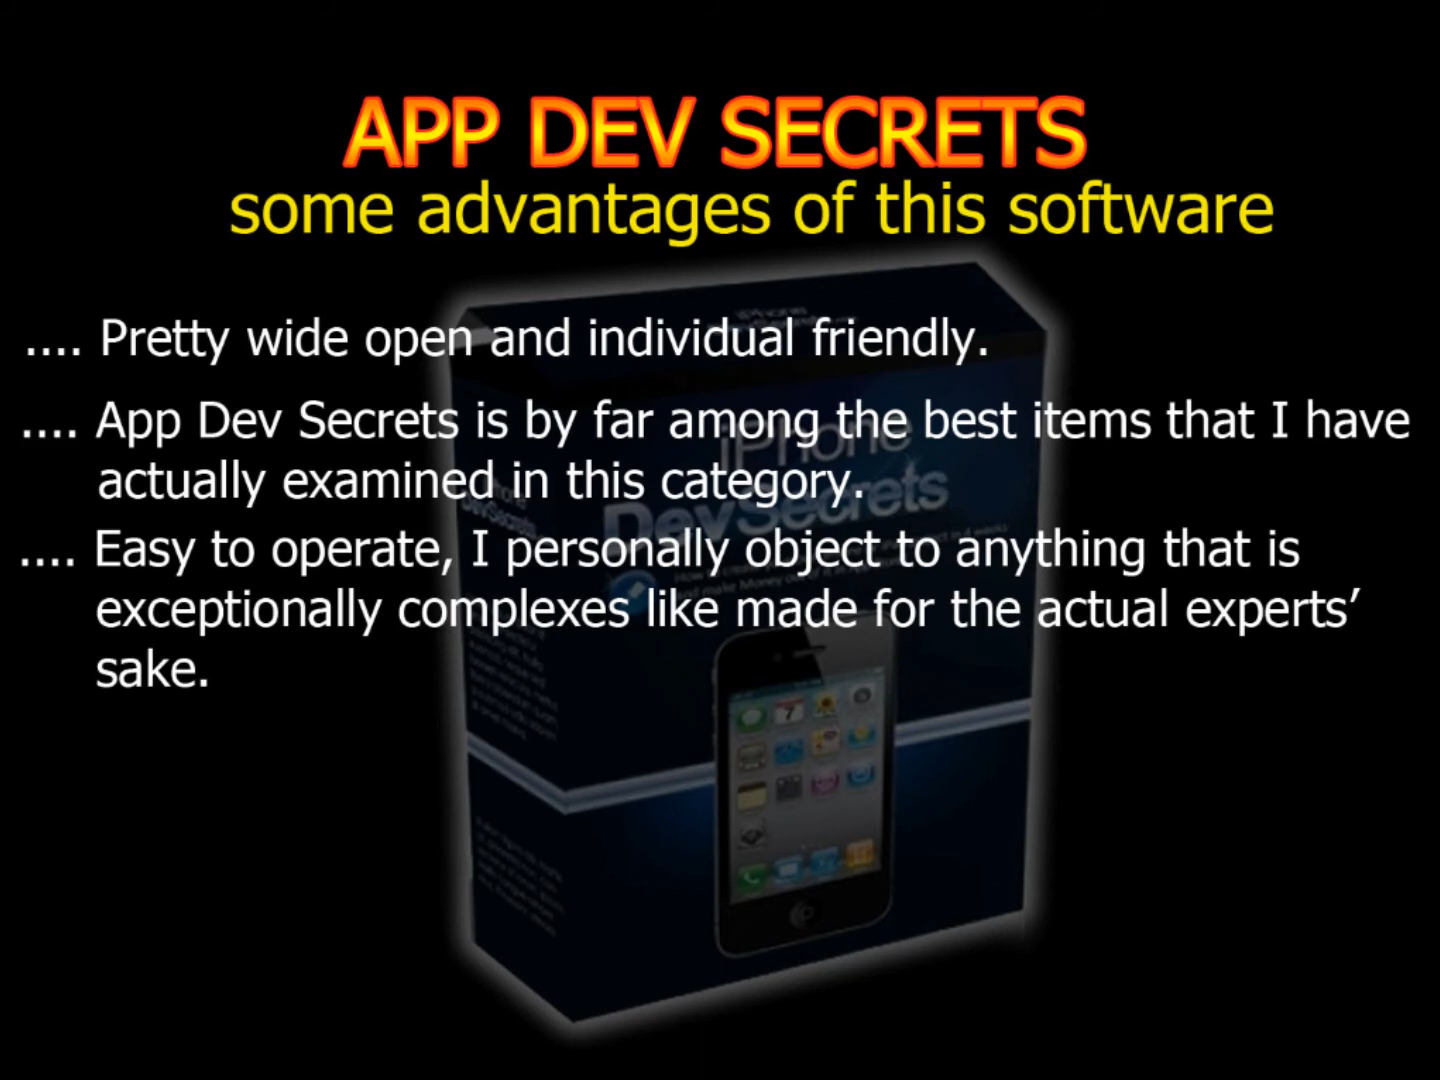 APP DEV SECRETS
some advantages of this software
.... Pretty wide open and individual friendly.
.... App Dev Secrets is by far among the best items that I have
actually examined in this category.
.... Easy to operate, I personally object to anything that is
exceptionally complexes like made for the actual experts’
sake.
iPhone
DevSecrets